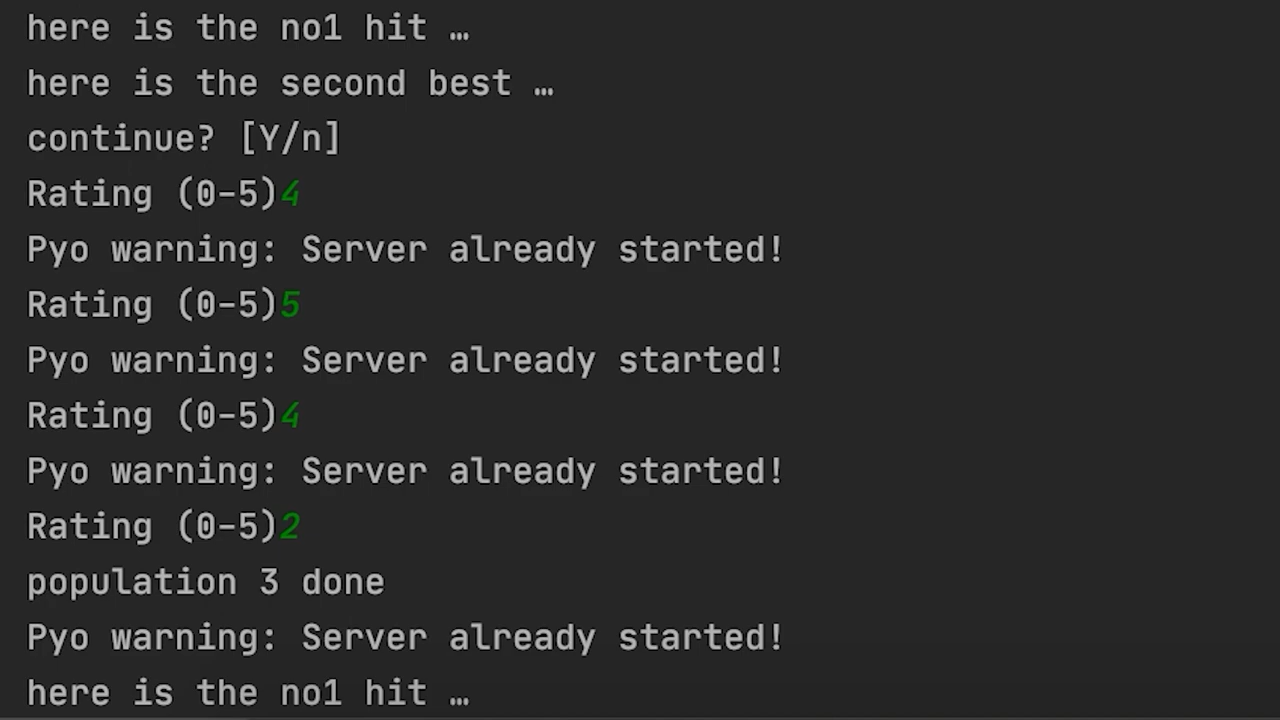 here is the no1 hit …
here is the second best …
continue? [Y/n]
Rating (0-5)4
Pyo warning: Server already started!
Rating (0-5)5
Pyo warning: Server already started!
Rating (0-5)4
Pyo warning: Server already started!
Rating (0-5)2
population 3 done
Pyo warning: Server already started!
here is the no1 hit …